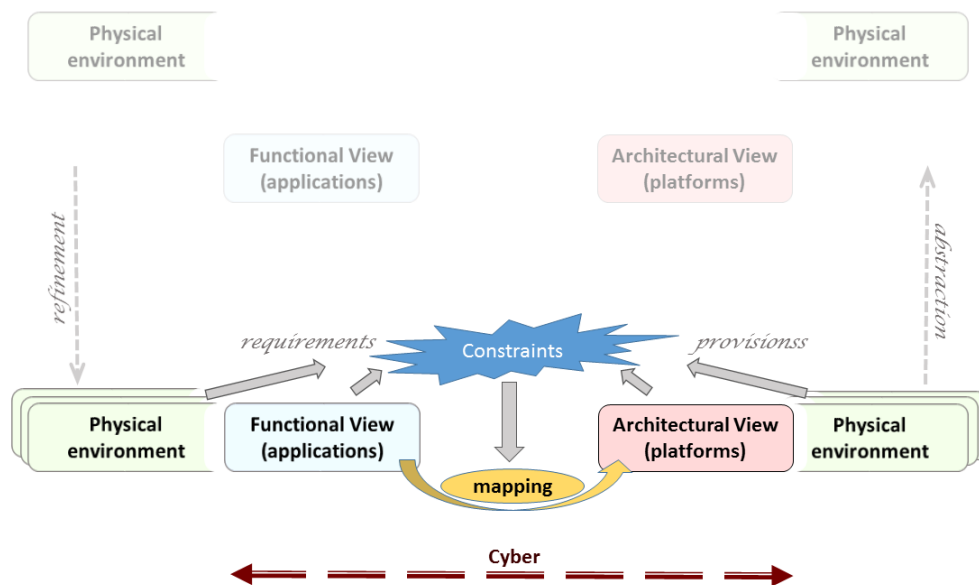 Physical
environment
Physical
environment
Functional View
(applications)
Architectural View
(platforms)
refinement
abstraction
requirements
Constraints
provisionss
Physical
environment
Functional View
(applications)
Architectural View
(platforms)
Physical
environment
mapping
Cyber